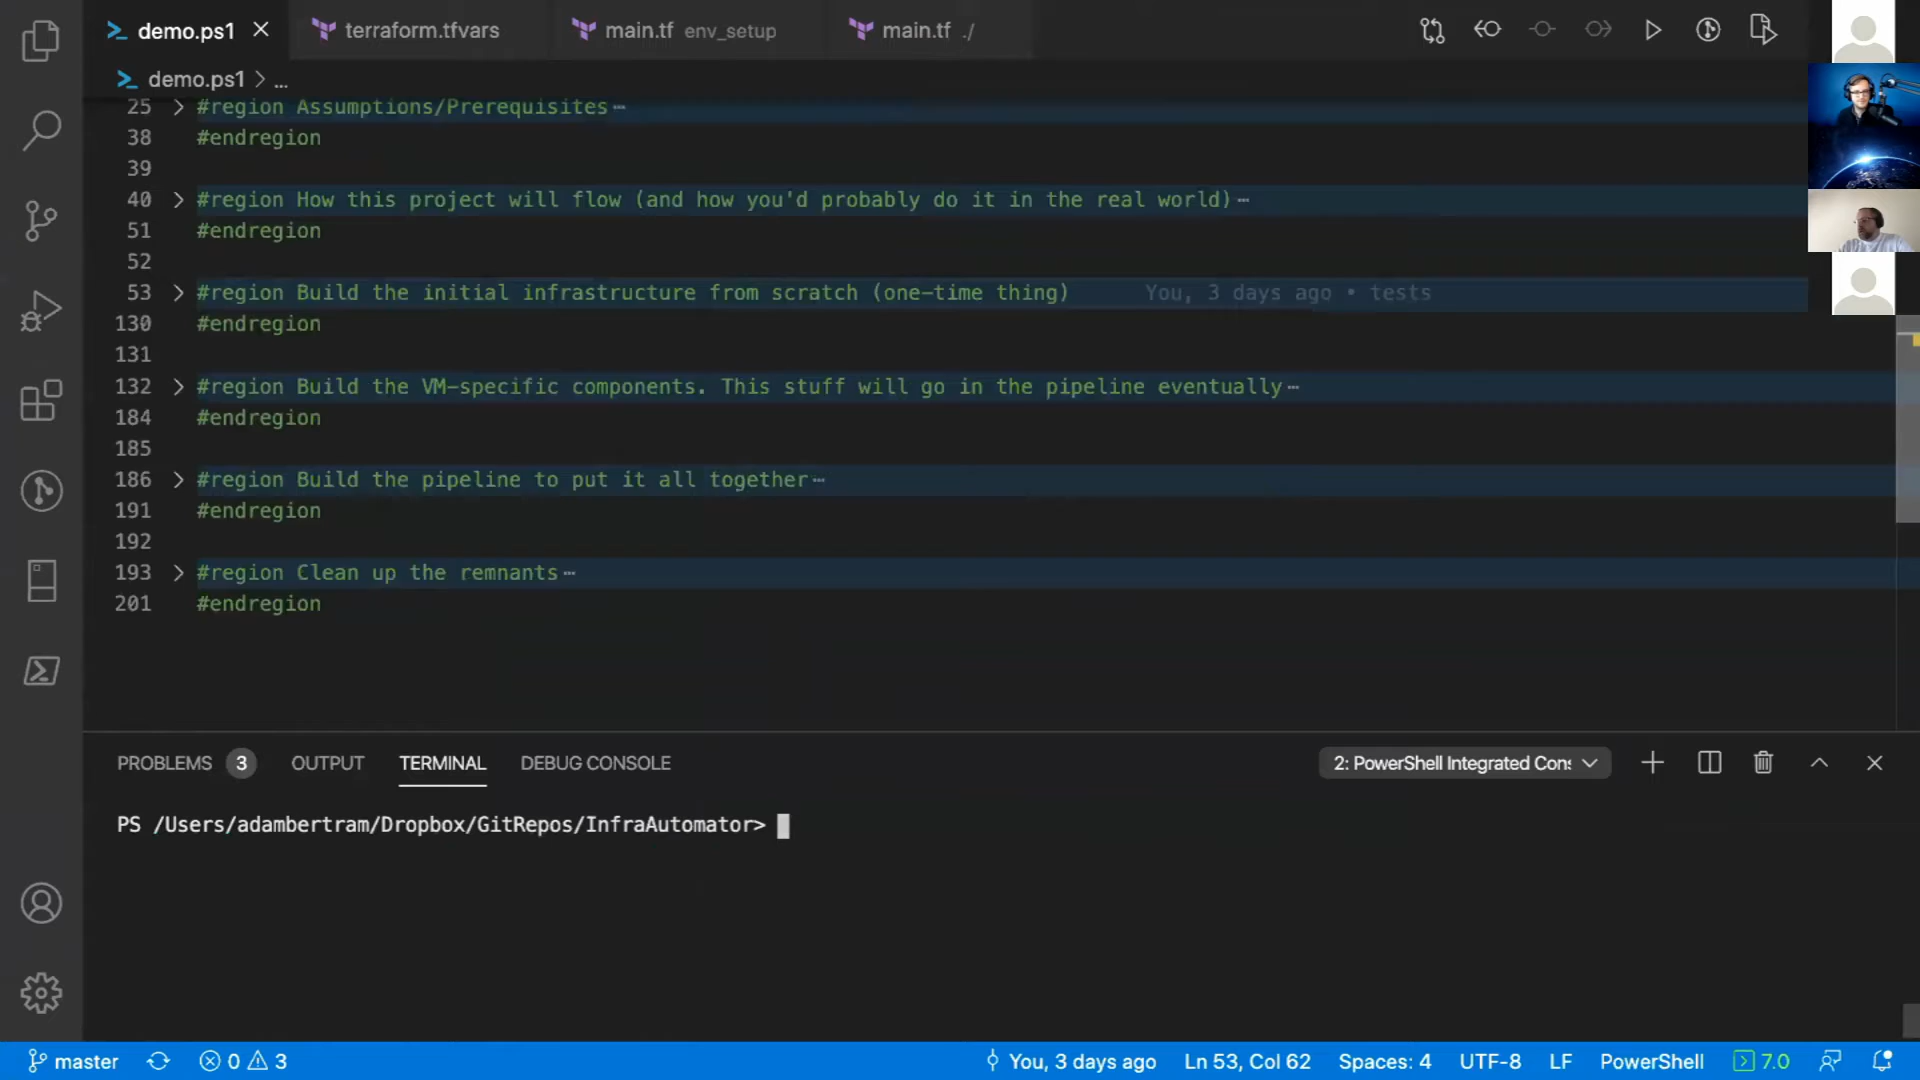 demo.ps1
terraform.tfvars
main.tf env_setup
main.tf ./
demo.ps1 > ...
25 > #region Assumptions/Prerequisites ⋯
38 #endregion
39
40 > #region How this project will flow (and how you'd probably do it in the real world) ⋯
51 #endregion
52
53 > #region Build the initial infrastructure from scratch (one-time thing) You, 3 days ago • tests
130 #endregion
131
132 > #region Build the VM-specific components. This stuff will go in the pipeline eventually ⋯
184 #endregion
185
186 > #region Build the pipeline to put it all together ⋯
191 #endregion
192
193 > #region Clean up the remnants ⋯
201 #endregion
PROBLEMS 3 OUTPUT TERMINAL DEBUG CONSOLE 2: PowerShell Integrated Cons
PS /Users/adambertram/Dropbox/GitRepos/InfraAutomator>
master 0 3 You, 3 days ago Ln 53, Col 62 Spaces: 4 UTF-8 LF PowerShell 7.0